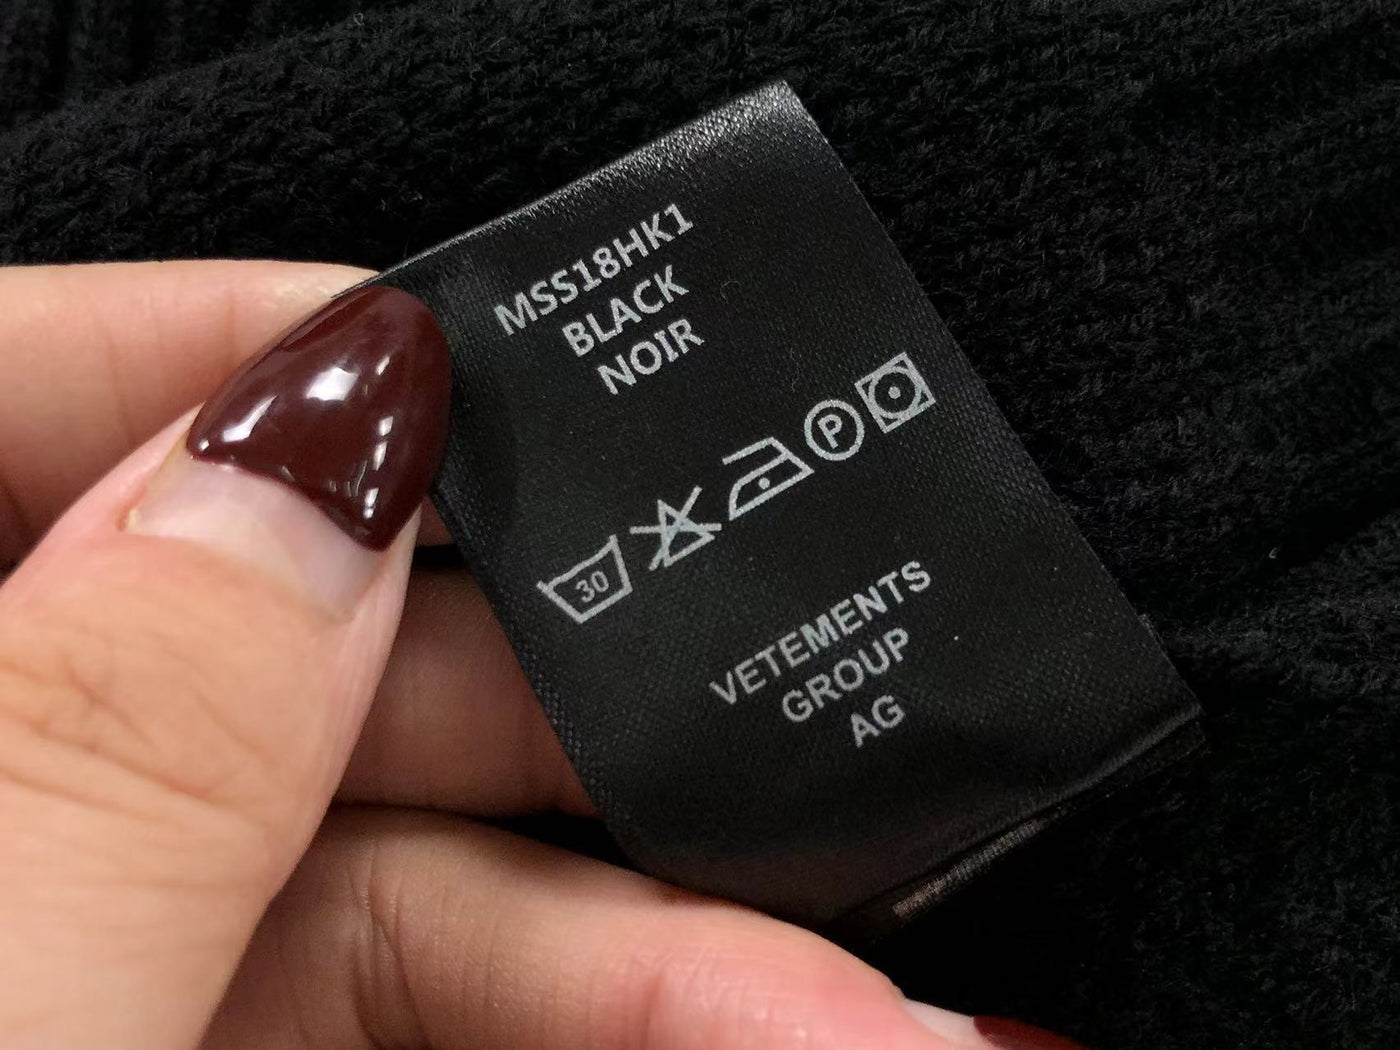 MSS18HK1
BLACK
NOIR
30 P
VETEMENTS
GROUP
AG